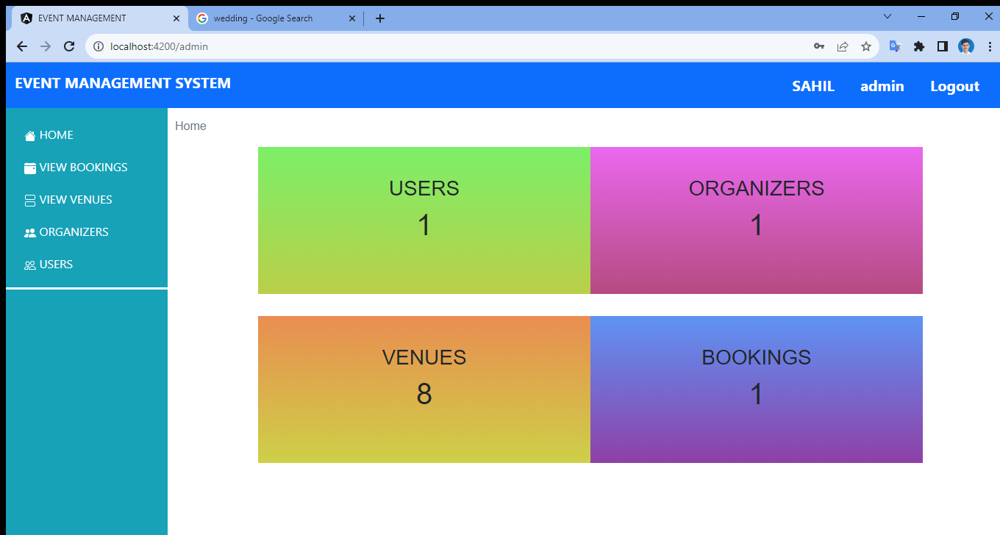 EVENT MANAGEMENT
wedding - Google Search
localhost:4200/admin
EVENT MANAGEMENT SYSTEM
SAHIL admin Logout
HOME
VIEW BOOKINGS
VIEW VENUES
ORGANIZERS
USERS
Home
USERS
1
ORGANIZERS
1
VENUES
8
BOOKINGS
1